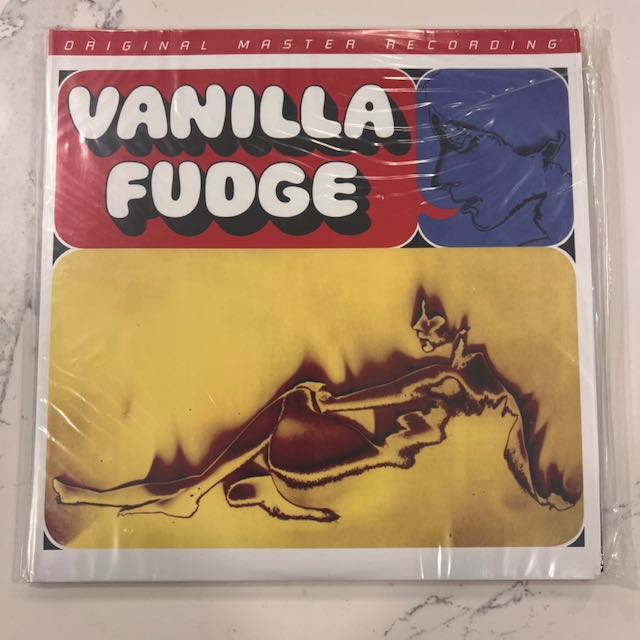 ORIGINAL MASTER RECORDING
VANILLA
FUDGE